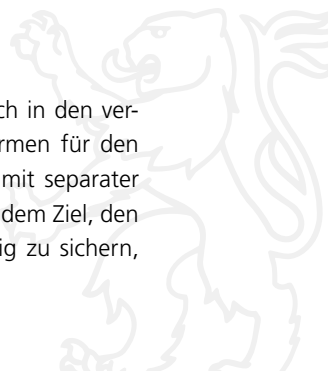 ch in den ver-
rmen für den
mit separater
dem Ziel, den
ig zu sichern,